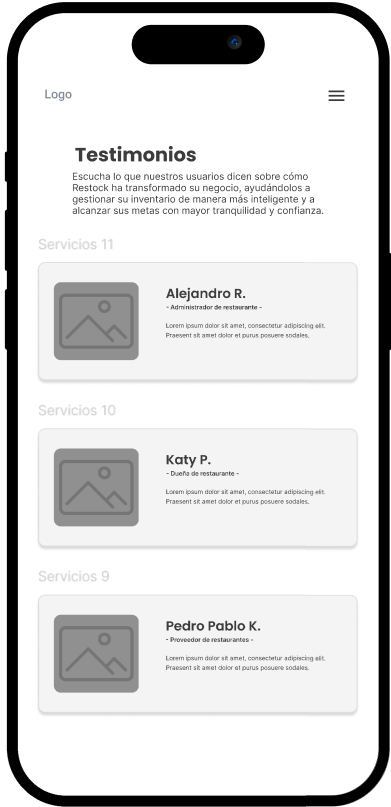 Logo
Testimonios
Escucha lo que nuestros usuarios dicen sobre cómo
Restock ha transformado su negocio, ayudándolos a
gestionar su inventario de manera más inteligente y a
alcanzar sus metas con mayor tranquilidad y confianza.
Servicios 11
Alejandro R.
- Administrador de restaurante -
Lorem ipsum dolor sit amet, consectetur adipiscing elit.
Praesent sit amet dolor et purus posuere sodales.
Servicios 10
Katy P.
- Dueño de restaurante -
Lorem ipsum dolor sit amet, consectetur adipiscing elit.
Praesent sit amet dolor et purus posuere sodales.
Servicios 9
Pedro Pablo K.
- Proveedor de restaurantes -
Lorem ipsum dolor sit amet, consectetur adipiscing elit.
Praesent sit amet dolor et purus posuere sodales.